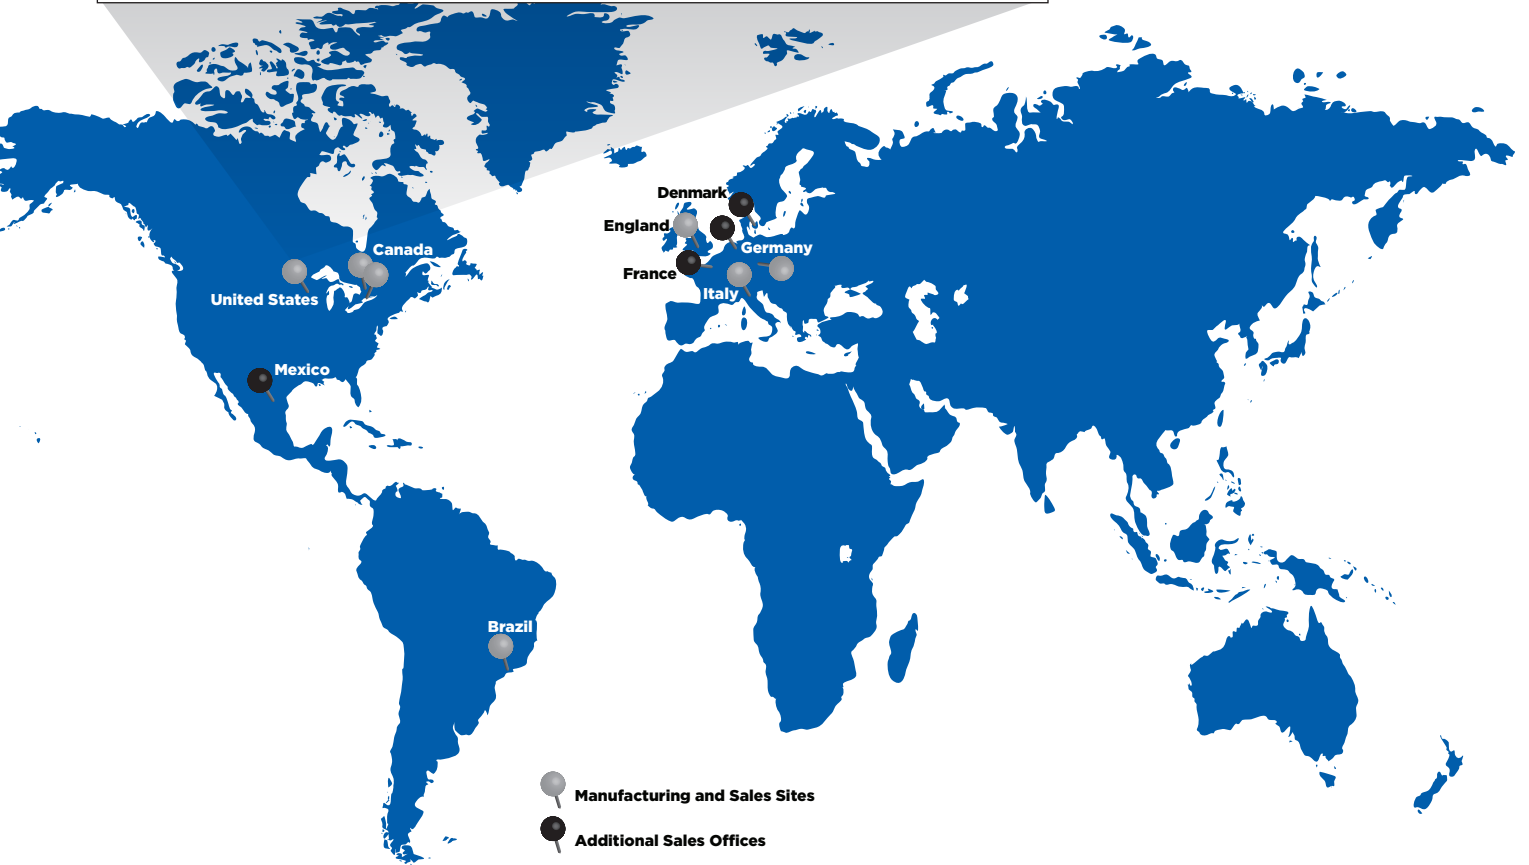 Denmark
England
Germany
Canada
France
Italy
United States
Mexico
Brazil
Manufacturing and Sales Sites
Additional Sales Offices